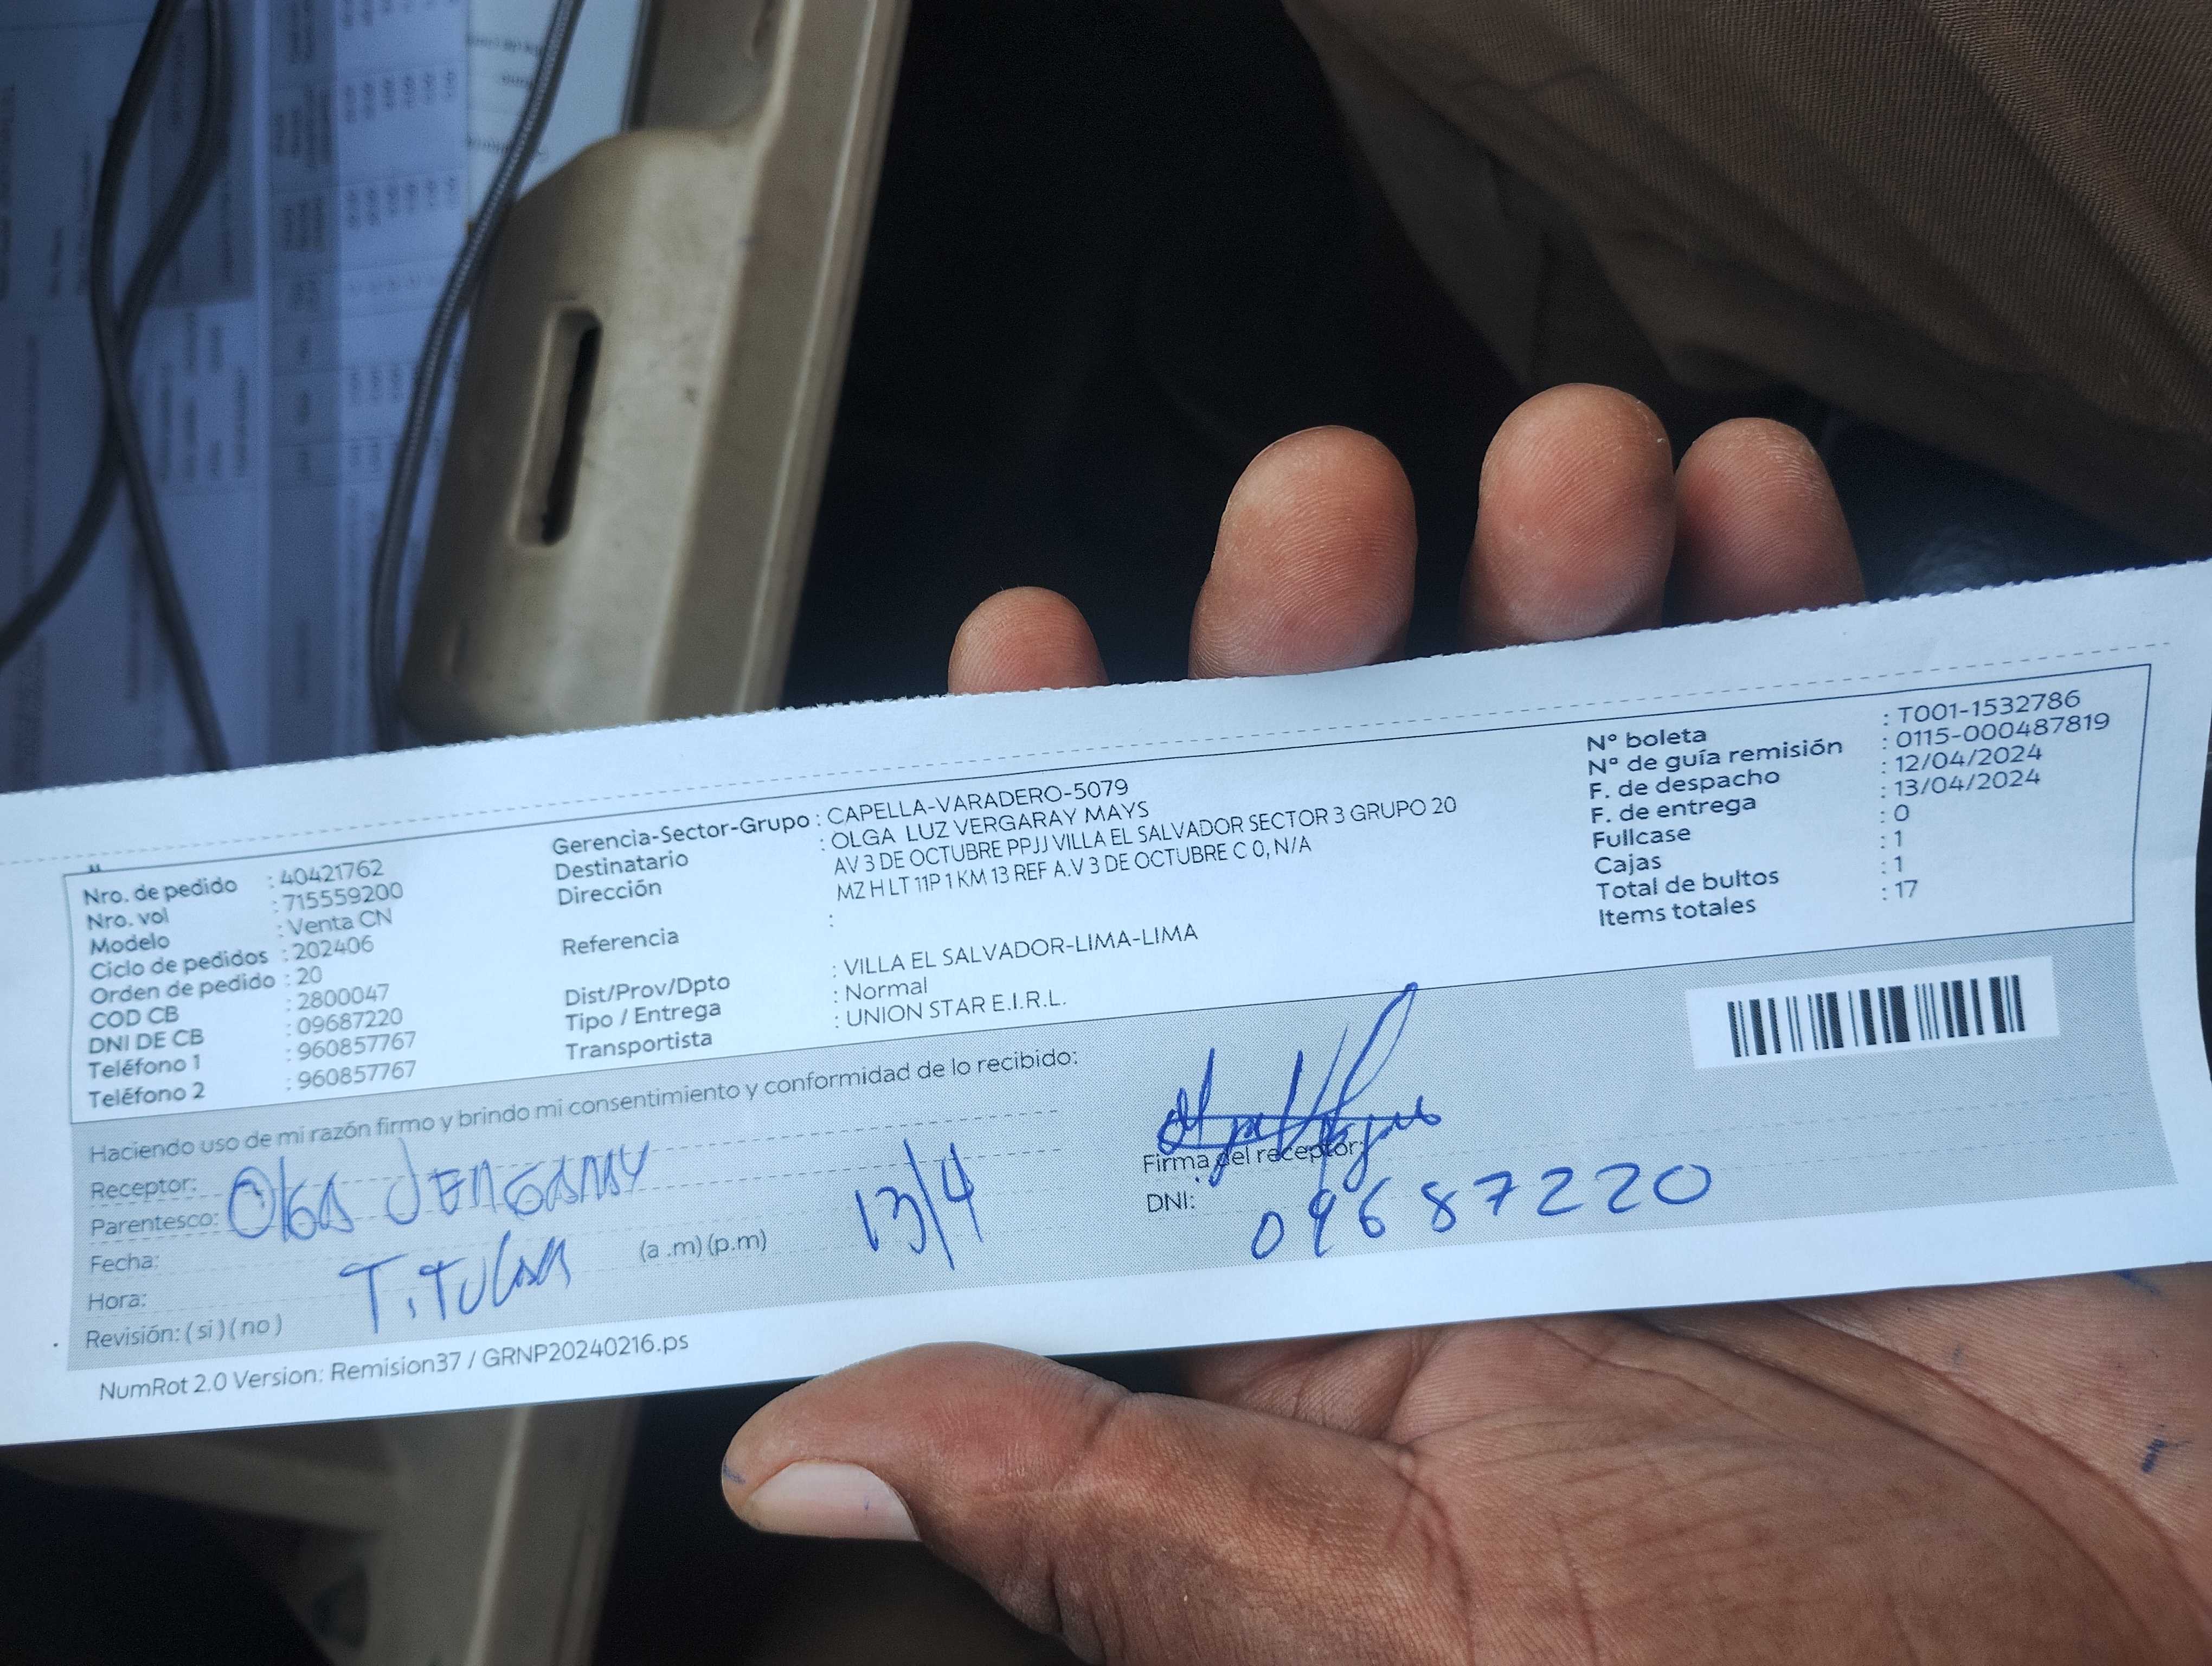 Nro. de pedido : 40421762
Nro. vol : 715559200
Modelo : Venta CN
Ciclo de pedidos : 202406
Orden de pedido : 20
COD CB : 2800047
DNI DE CB : 09687220
Teléfono 1 : 960857767
Teléfono 2 : 960857767
Gerencia-Sector-Grupo : CAPELLA-VARADERO-5079
Destinatario : OLGA LUZ VERGARAY MAYS
Dirección AV 3 DE OCTUBRE PPJJ VILLA EL SALVADOR SECTOR 3 GRUPO 20
MZ H LT 11P 1 KM 13 REF A.V 3 DE OCTUBRE C 0, N/A
Referencia :
Dist/Prov/Dpto : VILLA EL SALVADOR-LIMA-LIMA
Tipo / Entrega : Normal
Transportista : UNION STAR E.I.R.L.
N° boleta : T001-1532786
N° de guía remisión : 0115-000487819
F. de despacho : 12/04/2024
F. de entrega : 13/04/2024
Fullcase : 0
Cajas : 1
Total de bultos : 1
Items totales : 17
Haciendo uso de mi razón firmo y brindo mi consentimiento y conformidad de lo recibido:
Receptor: Olga Vergaray
Parentesco: Titular
Fecha: 13/4
Hora: (a .m) (p.m)
Revisión: ( si ) ( no )
Firma del receptor:
DNI: 09687220
NumRot 2.0 Version: Remision37 / GRNP20240216.ps